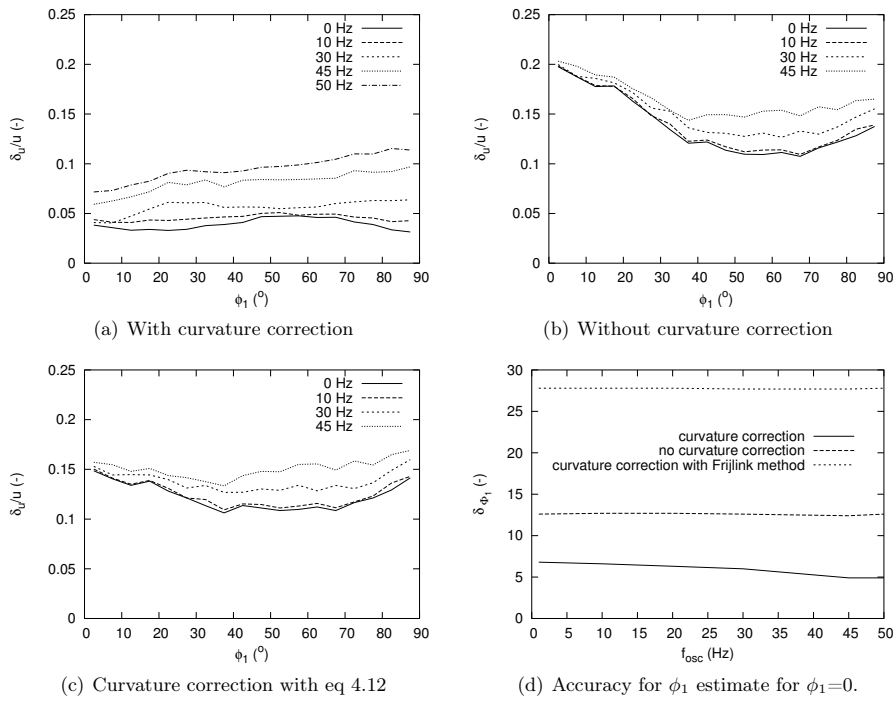 0.25
0.2
0.15
0.1
0.05
0
δu/u (-)
0 Hz
10 Hz
30 Hz
45 Hz
50 Hz
0 10 20 30 40 50 60 70 80 90
ϕ1 (°)
(a) With curvature correction
0.25
0.2
0.15
0.1
0.05
0
δu/u (-)
0 Hz
10 Hz
30 Hz
45 Hz
0 10 20 30 40 50 60 70 80 90
ϕ1 (°)
(b) Without curvature correction
0.25
0.2
0.15
0.1
0.05
0
δu/u (-)
0 Hz
10 Hz
30 Hz
45 Hz
0 10 20 30 40 50 60 70 80 90
ϕ1 (°)
(c) Curvature correction with eq 4.12
30
25
20
15
10
5
0
δΦ1 (-)
curvature correction
no curvature correction
curvature correction with Frijlink method
5 10 15 20 25 30 35 40 45 50
fosc (Hz)
(d) Accuracy for ϕ1 estimate for ϕ1=0.